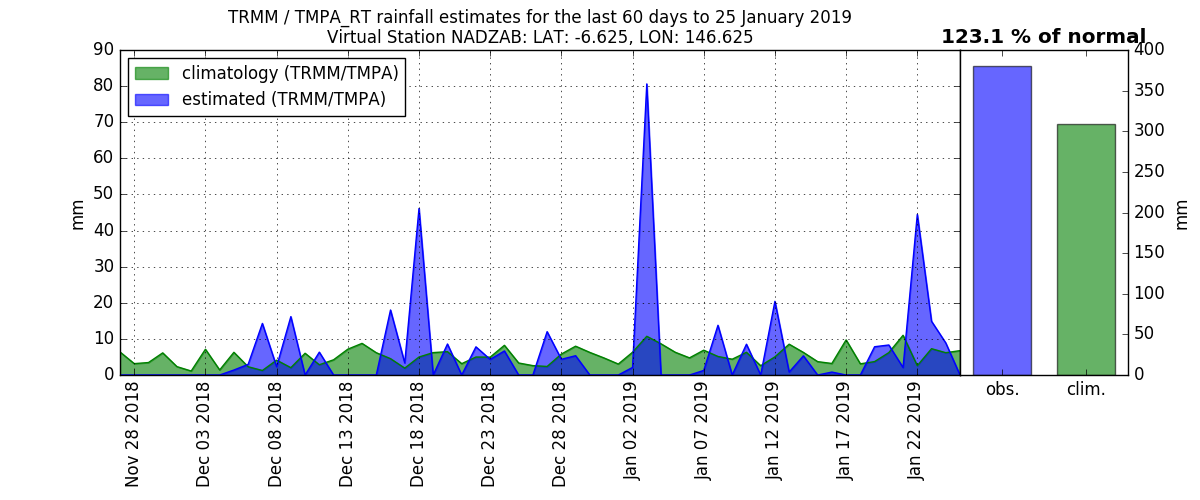 TRMM / TMPA_RT rainfall estimates for the last 60 days to 25 January 2019
Virtual Station NADZAB: LAT: -6.625, LON: 146.625
123.1 % of normal
climatology (TRMM/TMPA)
estimated (TRMM/TMPA)
90
80
70
60
50
40
30
20
10
0
mm
Nov 28 2018
Dec 03 2018
Dec 08 2018
Dec 13 2018
Dec 18 2018
Dec 23 2018
Dec 28 2018
Jan 02 2019
Jan 07 2019
Jan 12 2019
Jan 17 2019
Jan 22 2019
obs.
clim.
400
350
300
250
200
150
100
50
0
mm